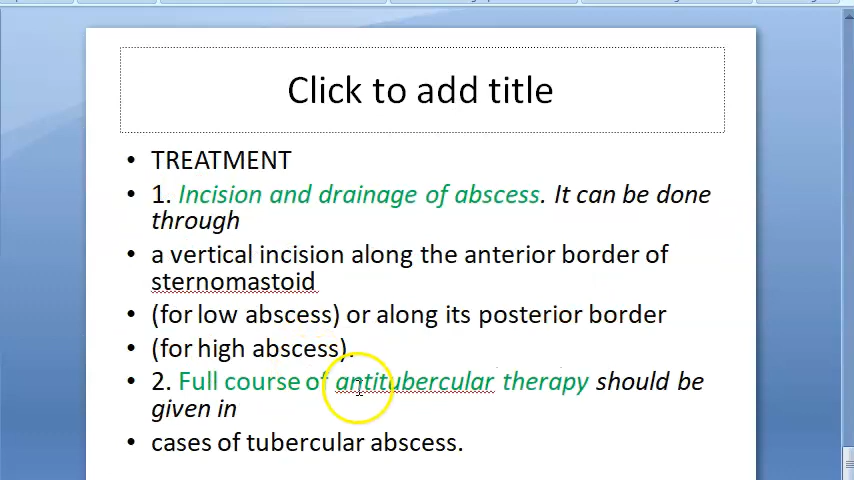 Click to add title
• TREATMENT
• 1. Incision and drainage of abscess. It can be done
through
• a vertical incision along the anterior border of
sternomastoid
• (for low abscess) or along its posterior border
• (for high abscess).
• 2. Full course of antitubercular therapy should be
given in
• cases of tubercular abscess.